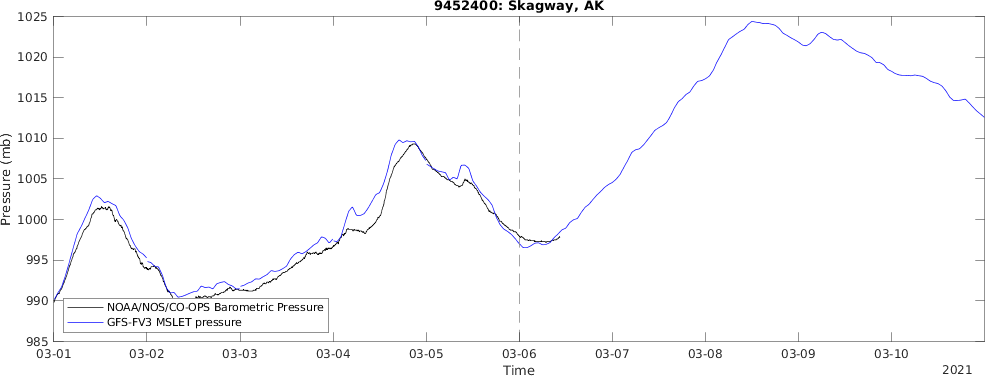 9452400: Skagway, AK
Pressure (mb)
1025
1020
1015
1010
1005
1000
995
990
985
NOAA/NOS/CO-OPS Barometric Pressure
GFS-FV3 MSLET pressure
03-01 03-02 03-03 03-04 03-05 03-06 03-07 03-08 03-09 03-10
Time
2021